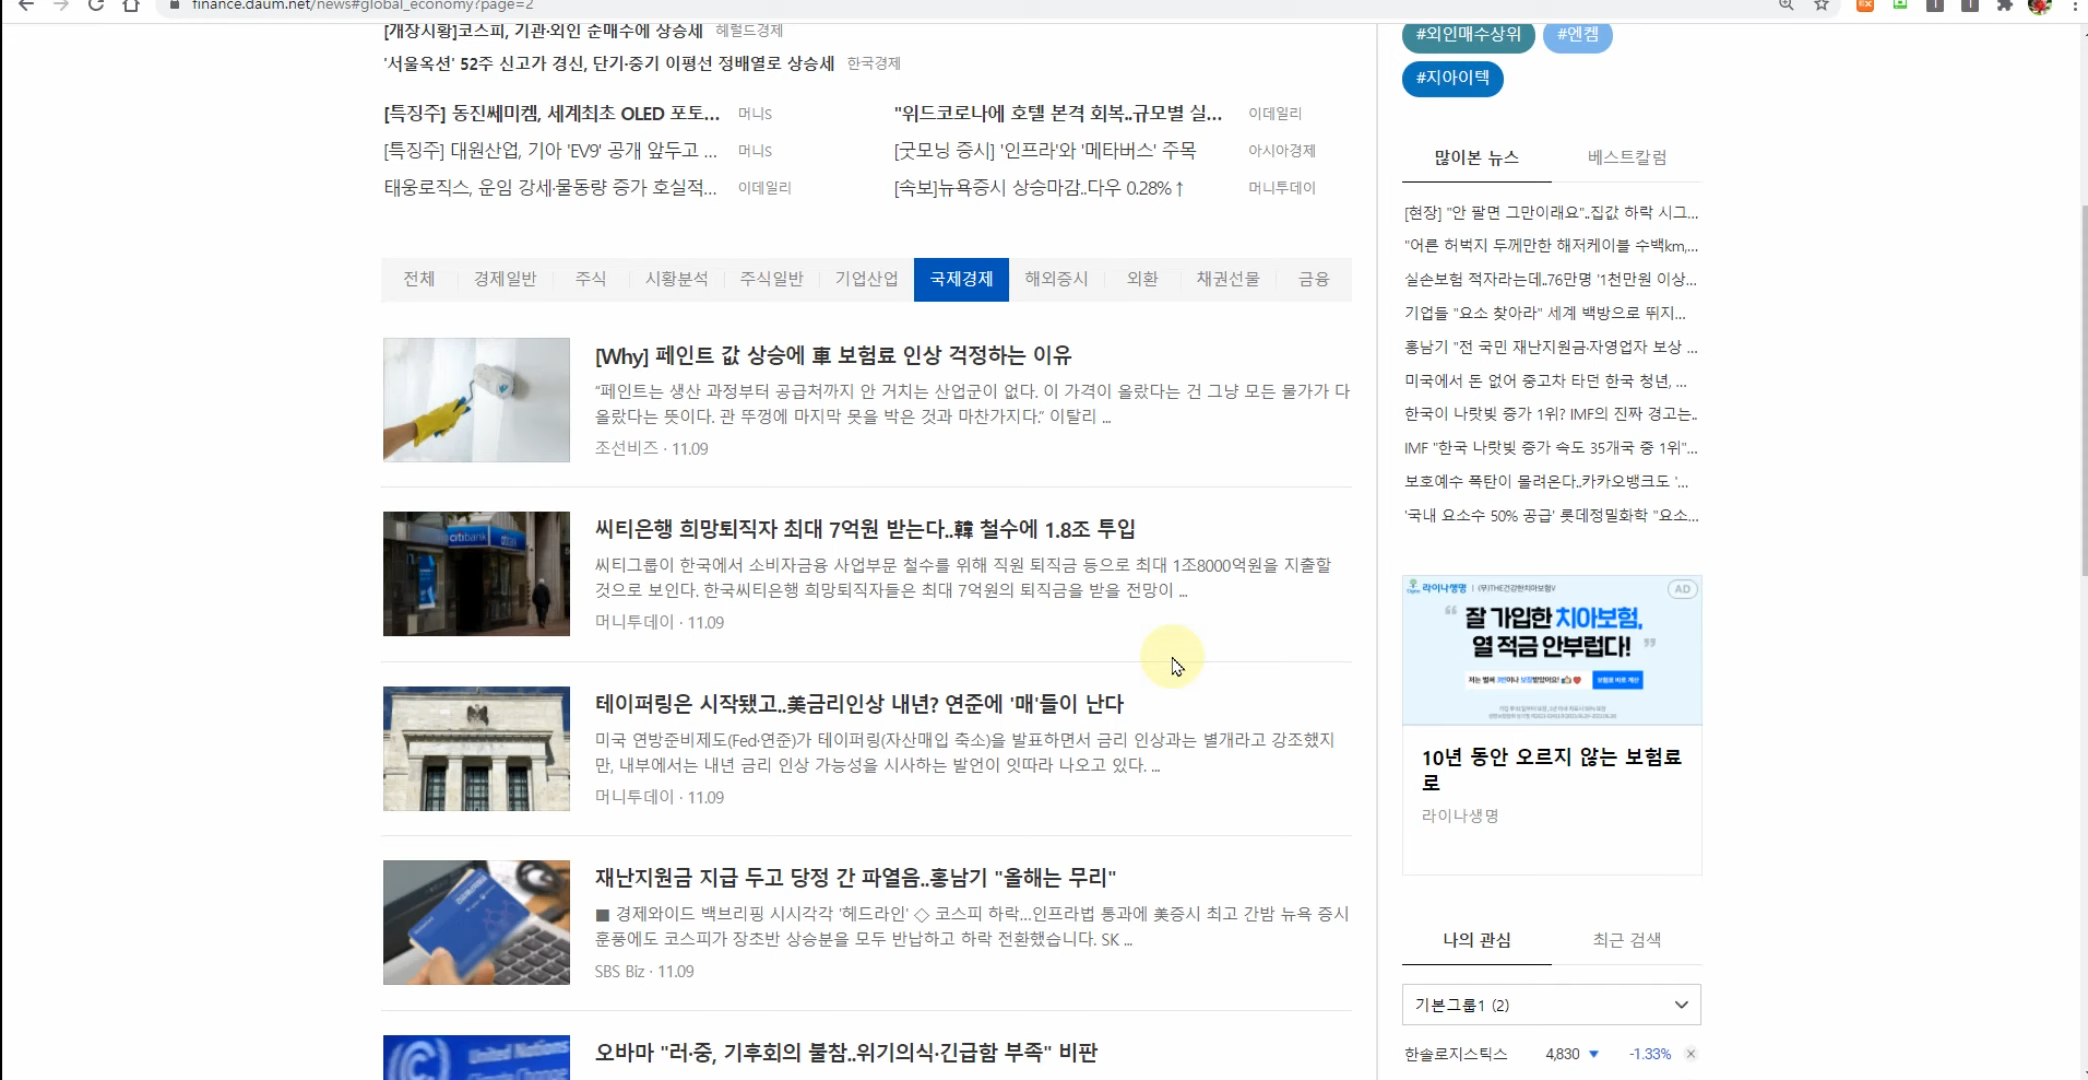 finance.daum.net/news#global_economy?page=2
[개장시황]코스피, 기관·외인 순매수에 상승세 헤럴드경제
'서울옥션' 52주 신고가 경신, 단기·중기 이평선 정배열로 상승세 한국경제
[특징주] 동진쎄미켐, 세계최초 OLED 포토... 머니S
[특징주] 대원산업, 기아 'EV9' 공개 앞두고 ... 머니S
태웅로직스, 운임 강세·물동량 증가 호실적... 이데일리
"위드코로나에 호텔 본격 회복..규모별 실... 이데일리
[굿모닝 증시] '인프라'와 '메타버스' 주목 아시아경제
[속보]뉴욕증시 상승마감..다우 0.28%↑ 머니투데이
전체 경제일반 주식 시황분석 주식일반 기업산업 국제경제 해외증시 외환 채권선물 금융
[Why] 페인트 값 상승에 車 보험료 인상 걱정하는 이유
"페인트는 생산 과정부터 공급처까지 안 거치는 산업군이 없다. 이 가격이 올랐다는 건 그냥 모든 물가가 다
올랐다는 뜻이다. 관 뚜껑에 마지막 못을 박은 것과 마찬가지다." 이탈리 ...
조선비즈 · 11.09
citibank
씨티은행 희망퇴직자 최대 7억원 받는다..韓 철수에 1.8조 투입
씨티그룹이 한국에서 소비자금융 사업부문 철수를 위해 직원 퇴직금 등으로 최대 1조8000억원을 지출할
것으로 보인다. 한국씨티은행 희망퇴직자들은 최대 7억원의 퇴직금을 받을 전망이 ...
머니투데이 · 11.09
테이퍼링은 시작됐고..美금리인상 내년? 연준에 '매'들이 난다
미국 연방준비제도(Fed·연준)가 테이퍼링(자산매입 축소)을 발표하면서 금리 인상과는 별개라고 강조했지
만, 내부에서는 내년 금리 인상 가능성을 시사하는 발언이 잇따라 나오고 있다. ...
머니투데이 · 11.09
재난지원금 지급 두고 당정 간 파열음..홍남기 "올해는 무리"
■ 경제와이드 백브리핑 시시각각 '헤드라인' ◇ 코스피 하락...인프라법 통과에 美증시 최고 간밤 뉴욕 증시
훈풍에도 코스피가 장초반 상승분을 모두 반납하고 하락 전환했습니다. SK ...
SBS Biz · 11.09
United Nations
오바마 "러·중, 기후회의 불참..위기의식·긴급함 부족" 비판
#외인매수상위 #엔켐
#지아이텍
많이본 뉴스 베스트칼럼
[현장] "안 팔면 그만이래요"..집값 하락 시그...
"어른 허벅지 두께만한 해저케이블 수백km,...
실손보험 적자라는데..76만명 '1천만원 이상...
기업들 "요소 찾아라" 세계 백방으로 뛰지...
홍남기 "전 국민 재난지원금·자영업자 보상 ...
미국에서 돈 없어 중고차 타던 한국 청년, ...
한국이 나랏빚 증가 1위? IMF의 진짜 경고는..
IMF "한국 나랏빚 증가 속도 35개국 중 1위"...
보호예수 폭탄이 몰려온다..카카오뱅크도 '...
'국내 요소수 50% 공급' 롯데정밀화학 "요소...
라이나생명 | (무)THE건강한치아보험V
AD
“ 잘 가입한 치아보험,
열 적금 안부럽다! ”
10년 동안 오르지 않는 보험료
로
라이나생명
나의 관심 최근 검색
기본그룹1 (2)
한솔로지스틱스 4,830 ▼ -1.33% ×